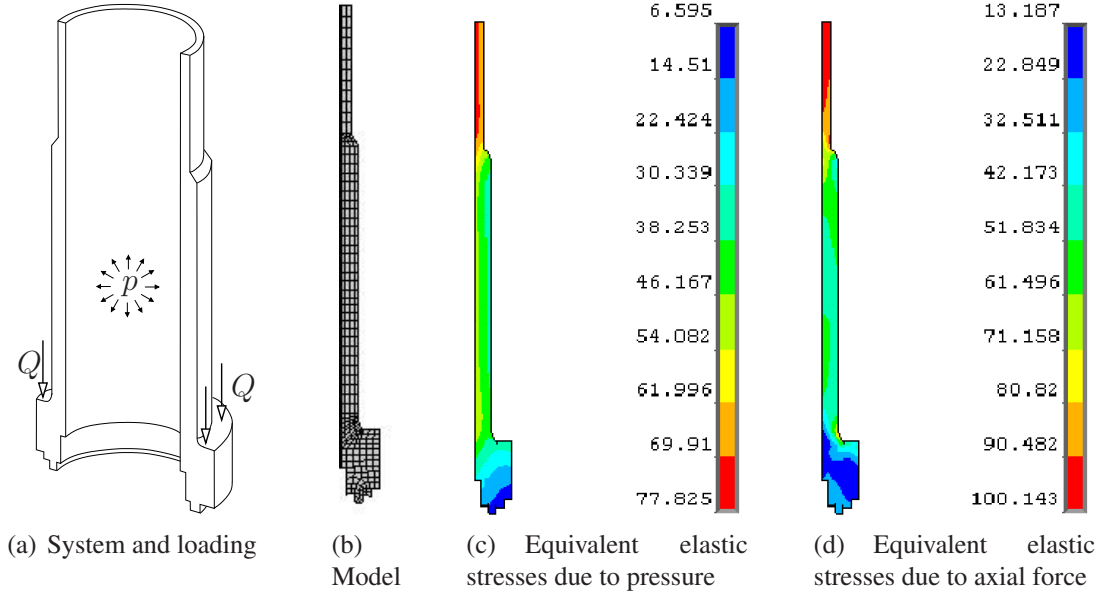 p
Q
Q
6.595
14.51
22.424
30.339
38.253
46.167
54.082
61.996
69.91
77.825
13.187
22.849
32.511
42.173
51.834
61.496
71.158
80.82
90.482
100.143
(a) System and loading
(b)
Model
(c) Equivalent elastic
stresses due to pressure
(d) Equivalent elastic
stresses due to axial force